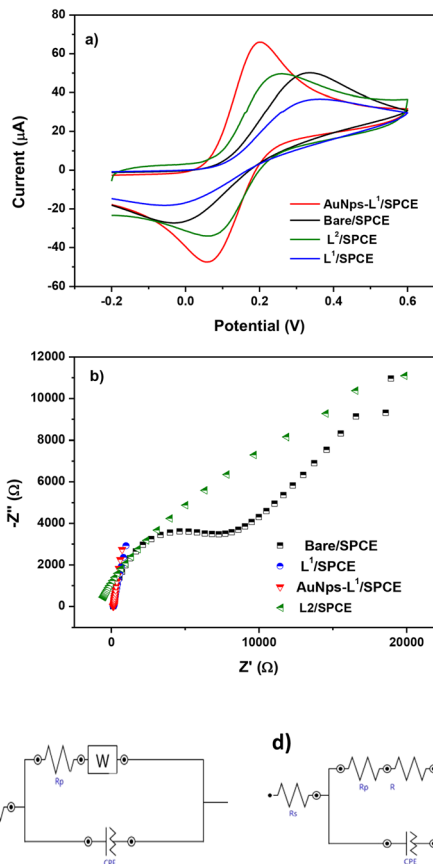 a)
80
60
40
20
0
-20
-40
-60
-0.2
0.0
0.2
0.4
0.6
Current (μA)
Potential (V)
AuNps-L¹/SPCE
Bare/SPCE
L²/SPCE
L¹/SPCE
b)
12000
10000
8000
6000
4000
2000
0
0
10000
20000
-Z'' (Ω)
Z' (Ω)
Bare/SPCE
L¹/SPCE
AuNps-L¹/SPCE
L2/SPCE
Rp
W
CPE
d)
Rs
Rp
R
CPE